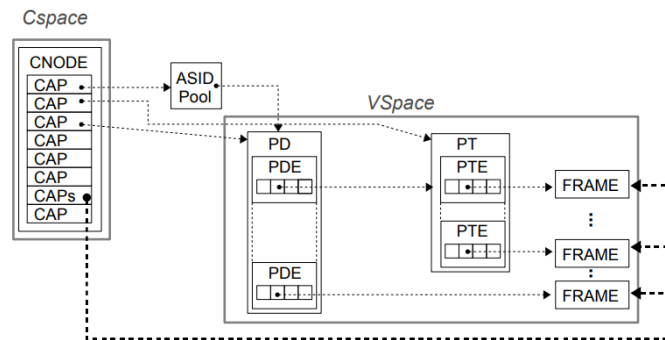 Cspace
CNODE
CAP
CAP
CAP
CAP
CAP
CAP
CAPs
CAP
ASID
Pool
VSpace
PD
PDE
PDE
PT
PTE
PTE
FRAME
FRAME
FRAME